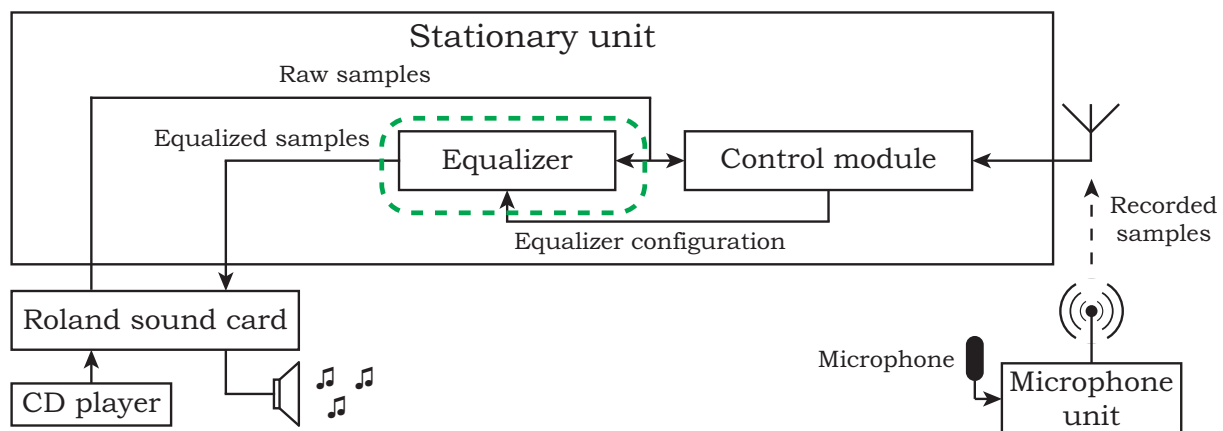 Stationary unit
Raw samples
Equalized samples
Equalizer
Control module
Equalizer configuration
Recorded
samples
Roland sound card
CD player
Microphone
Microphone
unit